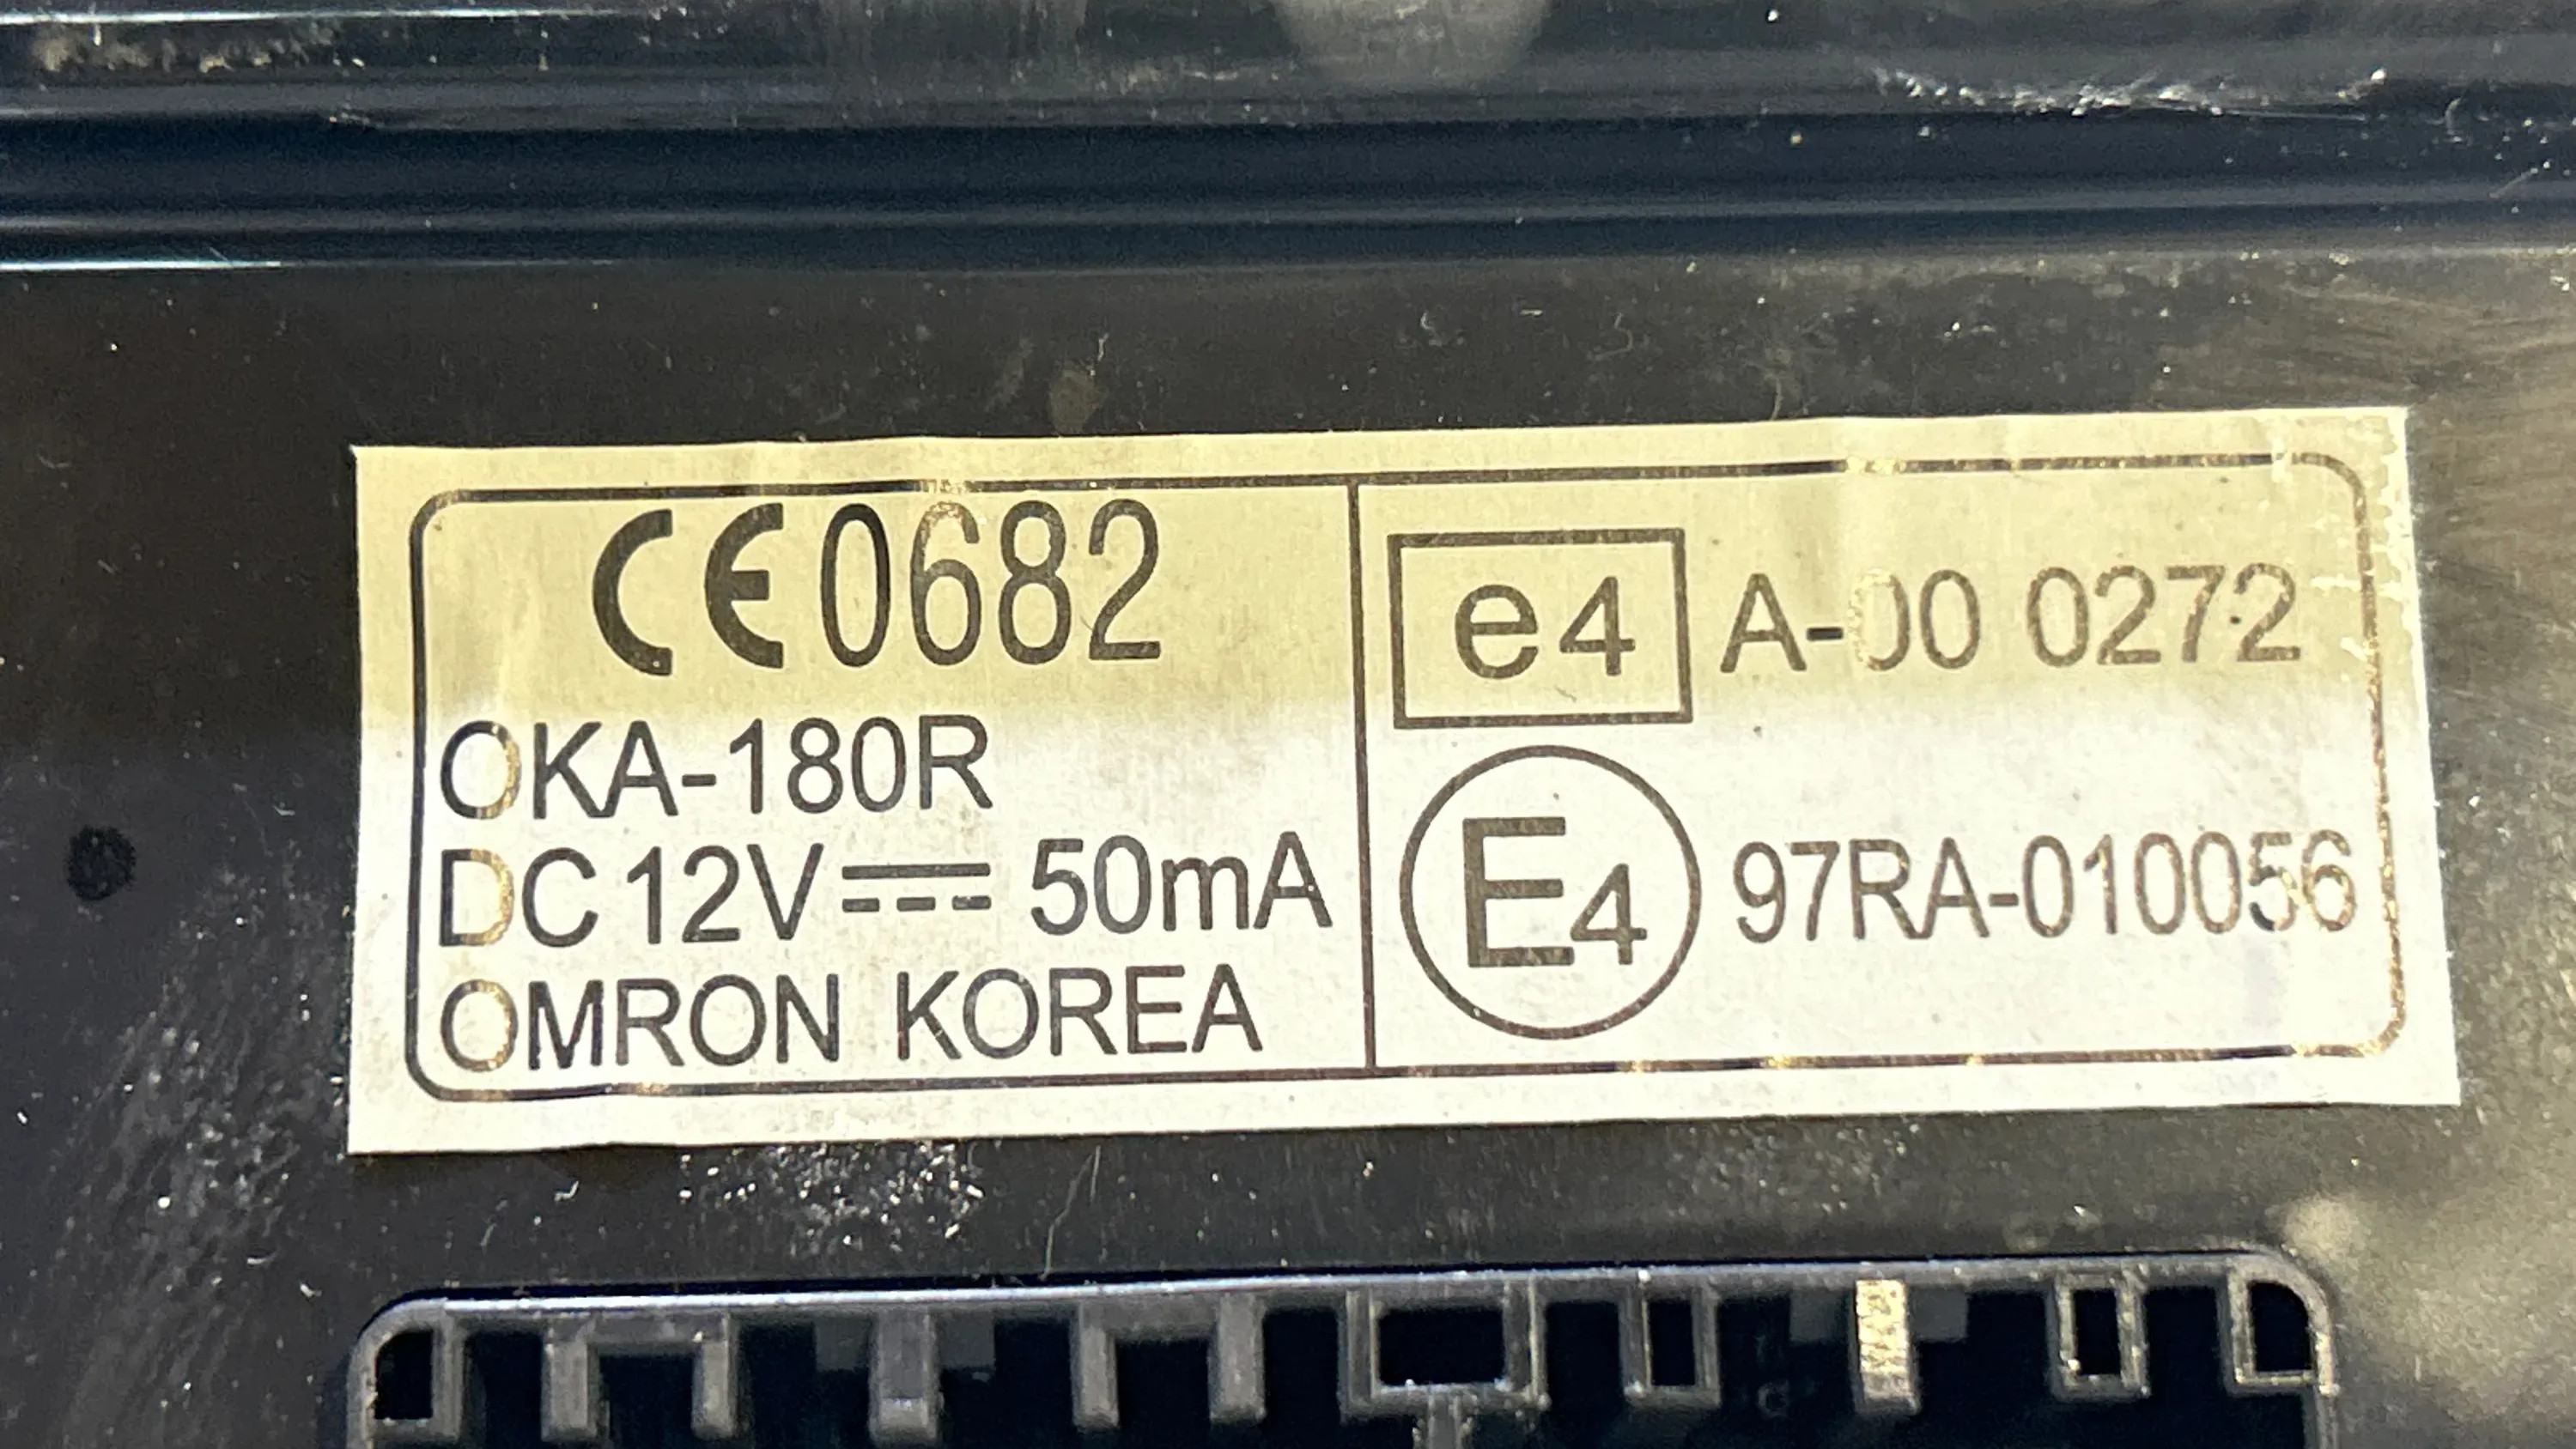 CE0682
OKA-180R
DC 12V ⎓ 50mA
OMRON KOREA
e4 A-00 0272
E4 97RA-010056